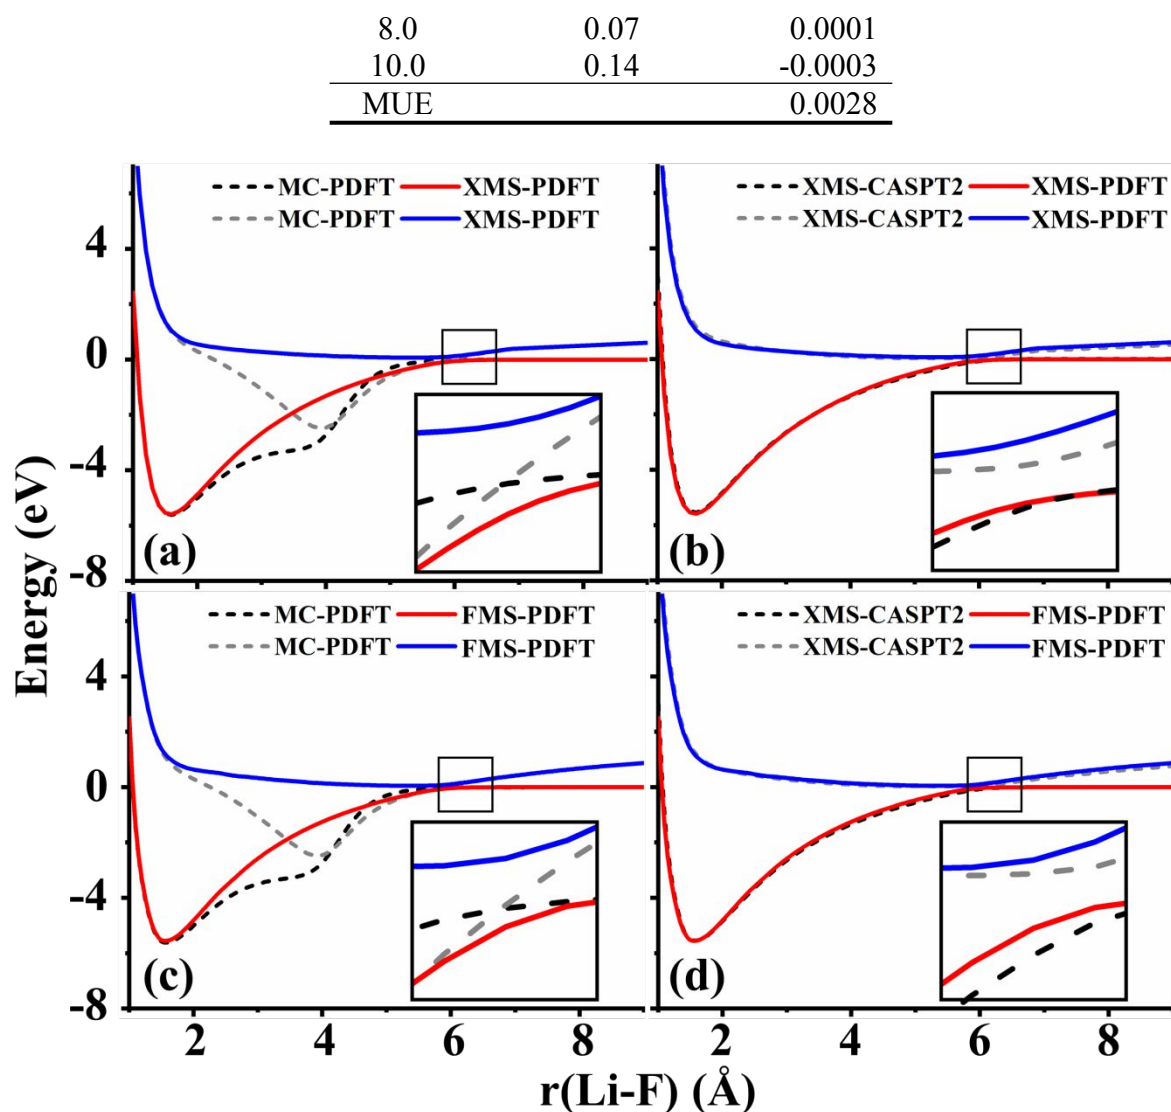 8.0 0.07 0.0001
10.0 0.14 -0.0003
MUE 0.0028
MC-PDFT XMS-PDFT XMS-CASPT2 XMS-PDFT
MC-PDFT XMS-PDFT XMS-CASPT2 XMS-PDFT
4
0
-4
-8
(a) (b)
MC-PDFT FMS-PDFT XMS-CASPT2 FMS-PDFT
MC-PDFT FMS-PDFT XMS-CASPT2 FMS-PDFT
4
0
-4
-8
(c) (d)
Energy (eV)
2 4 6 8 2 4 6 8
r(Li-F) (Å)